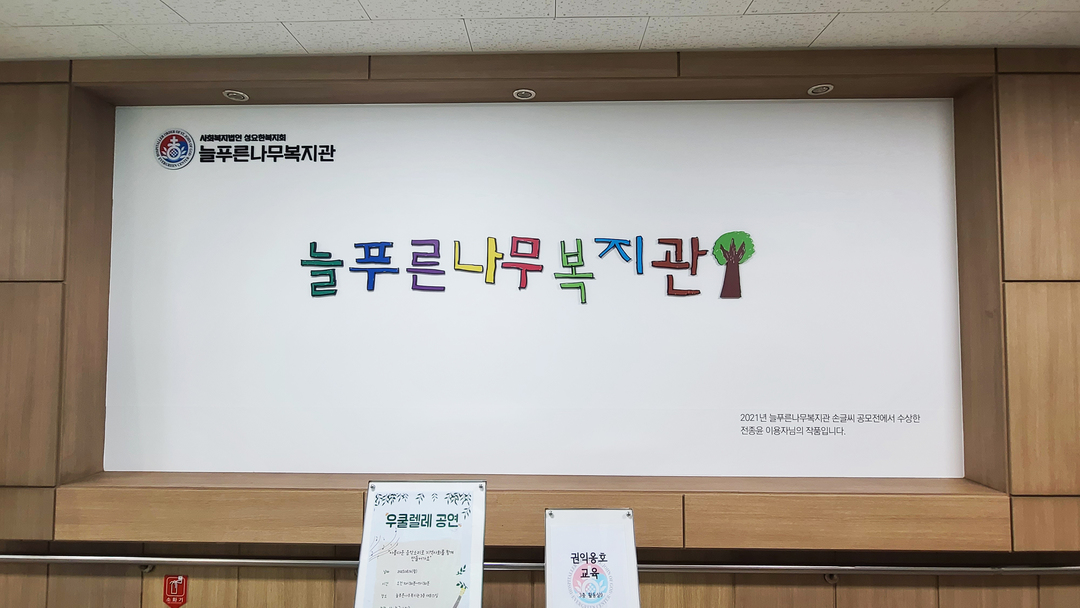 사회복지법인 성요한복지회
늘푸른나무복지관
늘푸른나무복지관
2021년 늘푸른나무복지관 손글씨 공모전에서 수상한
전종윤 이용자님의 작품입니다.
우쿨렐레 공연
권익옹호
교육
소화기